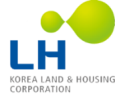 LH
KOREA LAND & HOUSING
CORPORATION